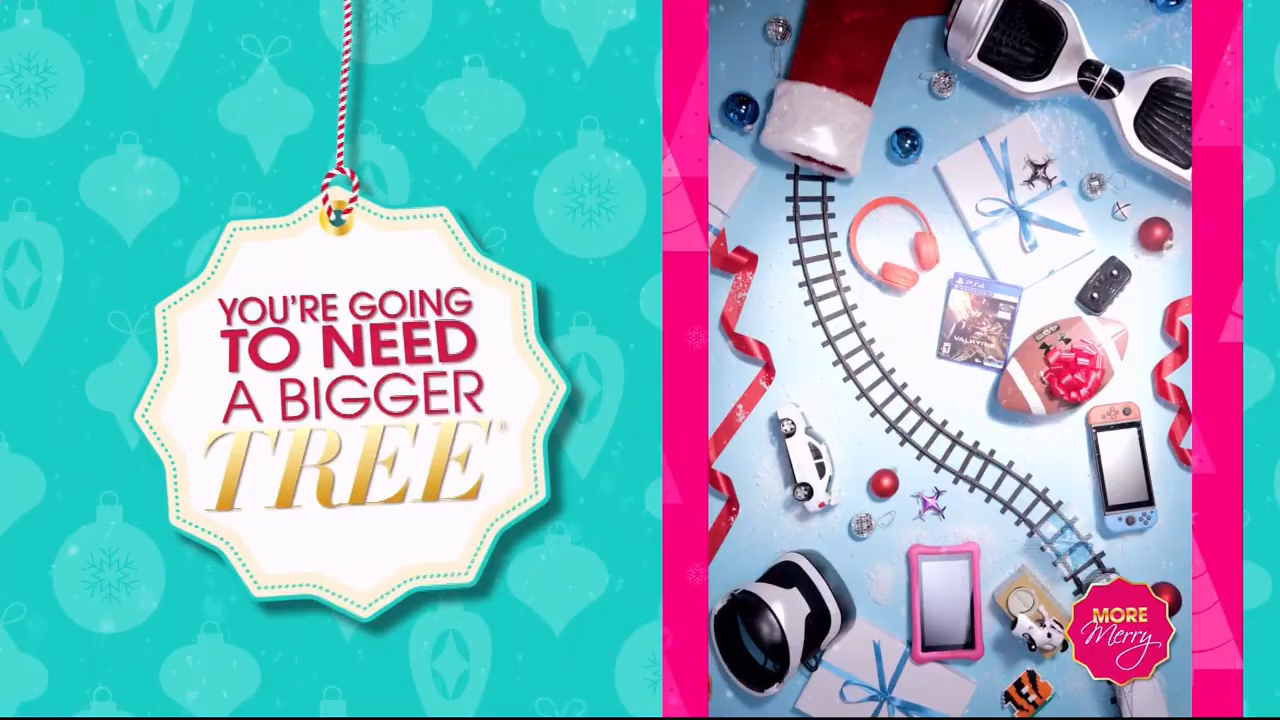 YOU'RE GOING
TO NEED
A BIGGER
TREE®
PS4
VALKYRIE
MORE
Merry